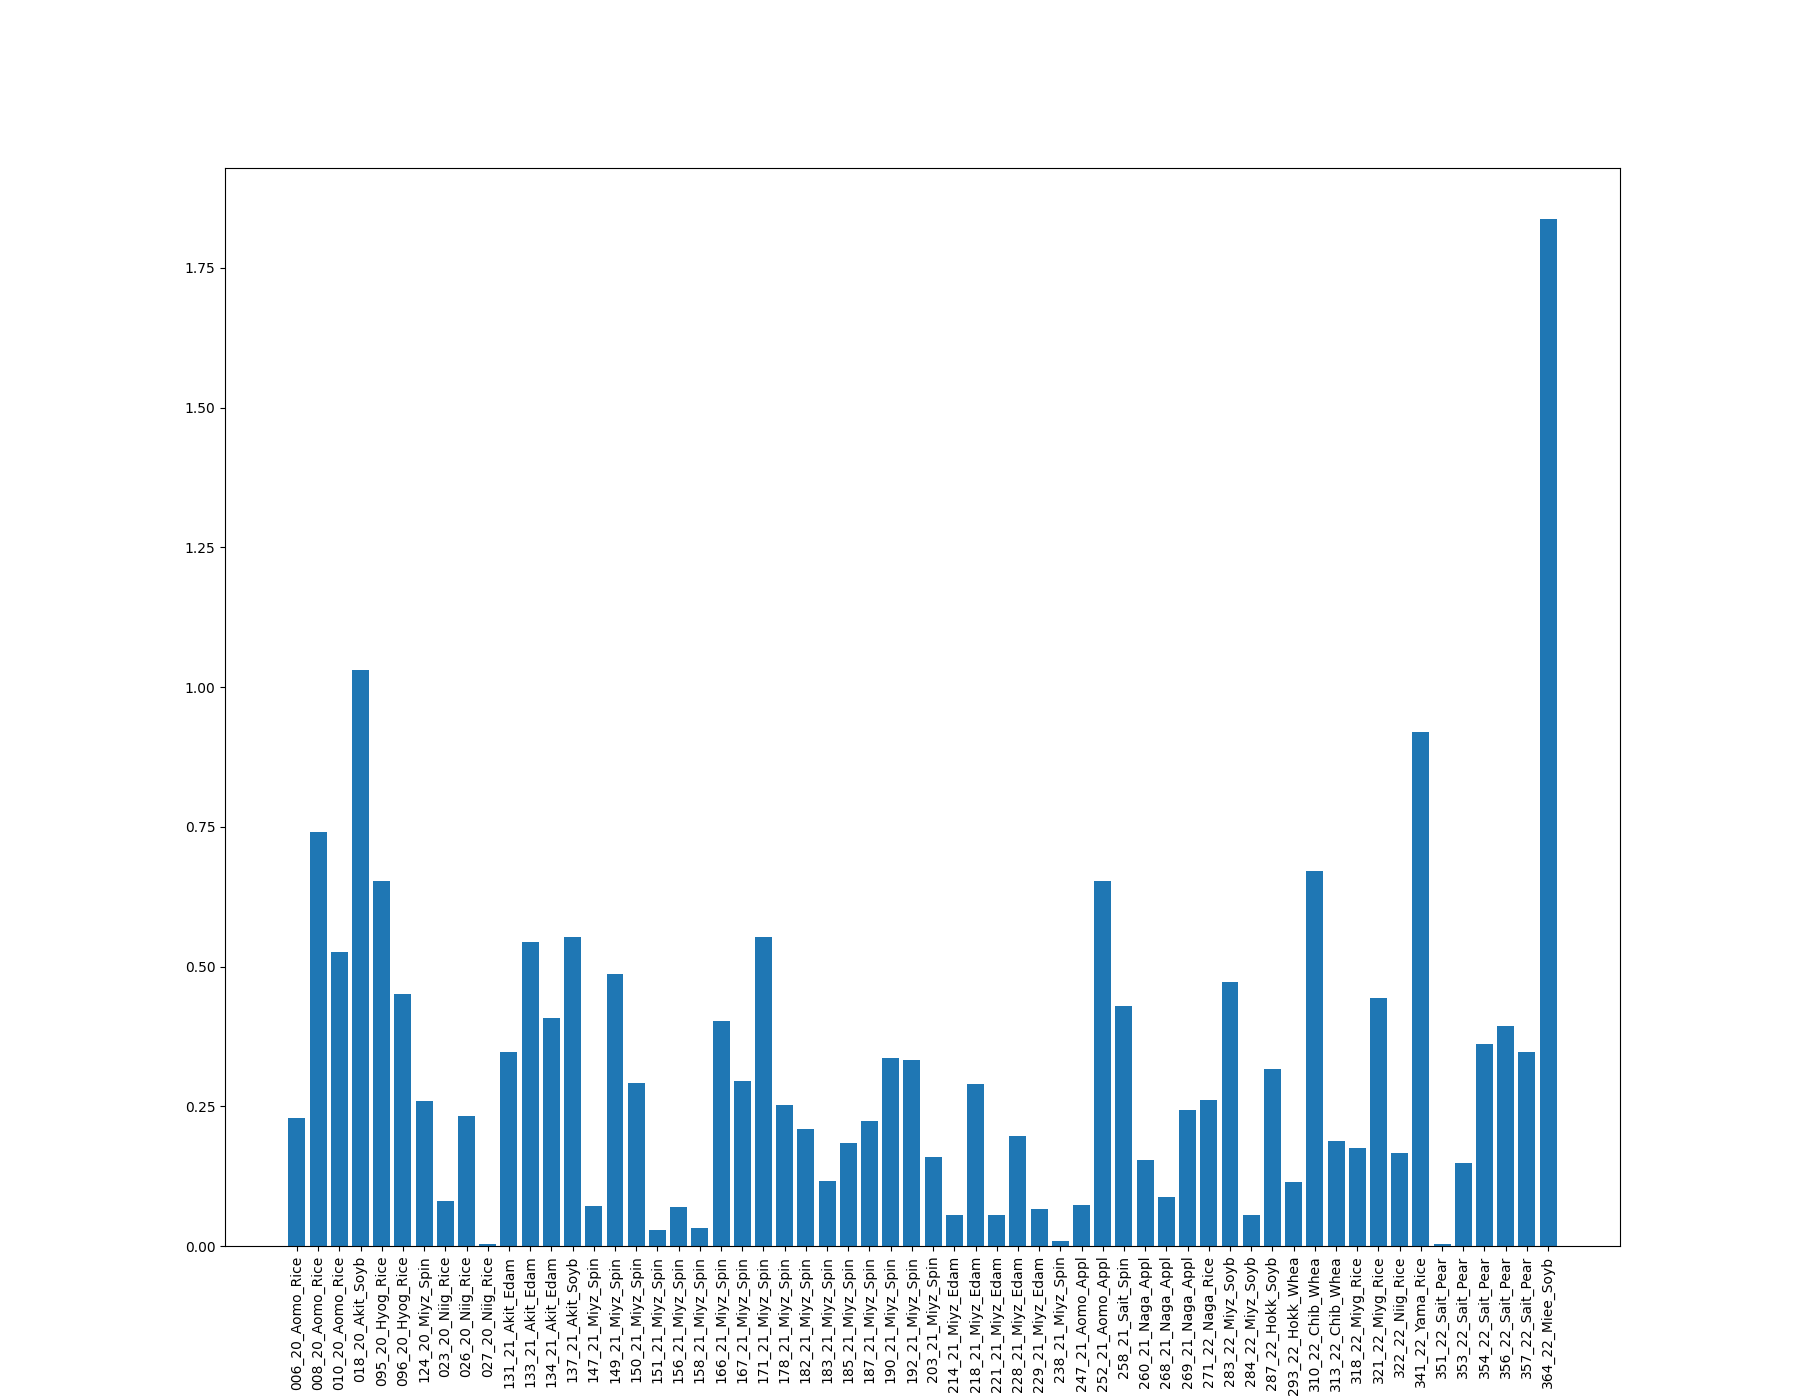 1.75
1.50
1.25
1.00
0.75
0.50
0.25
0.00
006_20_Aomo_Rice
008_20_Aomo_Rice
010_20_Aomo_Rice
018_20_Akit_Soyb
095_20_Hyog_Rice
096_20_Hyog_Rice
124_20_Miyz_Spin
023_20_Niig_Rice
026_20_Niig_Rice
027_20_Niig_Rice
131_21_Akit_Edam
133_21_Akit_Edam
134_21_Akit_Edam
137_21_Akit_Soyb
147_21_Miyz_Spin
149_21_Miyz_Spin
150_21_Miyz_Spin
151_21_Miyz_Spin
156_21_Miyz_Spin
158_21_Miyz_Spin
166_21_Miyz_Spin
167_21_Miyz_Spin
171_21_Miyz_Spin
178_21_Miyz_Spin
182_21_Miyz_Spin
183_21_Miyz_Spin
185_21_Miyz_Spin
187_21_Miyz_Spin
190_21_Miyz_Spin
192_21_Miyz_Spin
203_21_Miyz_Spin
214_21_Miyz_Edam
218_21_Miyz_Edam
221_21_Miyz_Edam
228_21_Miyz_Edam
229_21_Miyz_Edam
238_21_Miyz_Spin
247_21_Aomo_Appl
252_21_Aomo_Appl
258_21_Sait_Spin
260_21_Naga_Appl
268_21_Naga_Appl
269_21_Naga_Appl
271_22_Naga_Rice
283_22_Miyz_Soyb
284_22_Miyz_Soyb
287_22_Hokk_Soyb
293_22_Hokk_Whea
310_22_Chib_Whea
313_22_Chib_Whea
318_22_Miyg_Rice
321_22_Miyg_Rice
322_22_Niig_Rice
341_22_Yama_Rice
351_22_Sait_Pear
353_22_Sait_Pear
354_22_Sait_Pear
356_22_Sait_Pear
357_22_Sait_Pear
364_22_Miee_Soyb